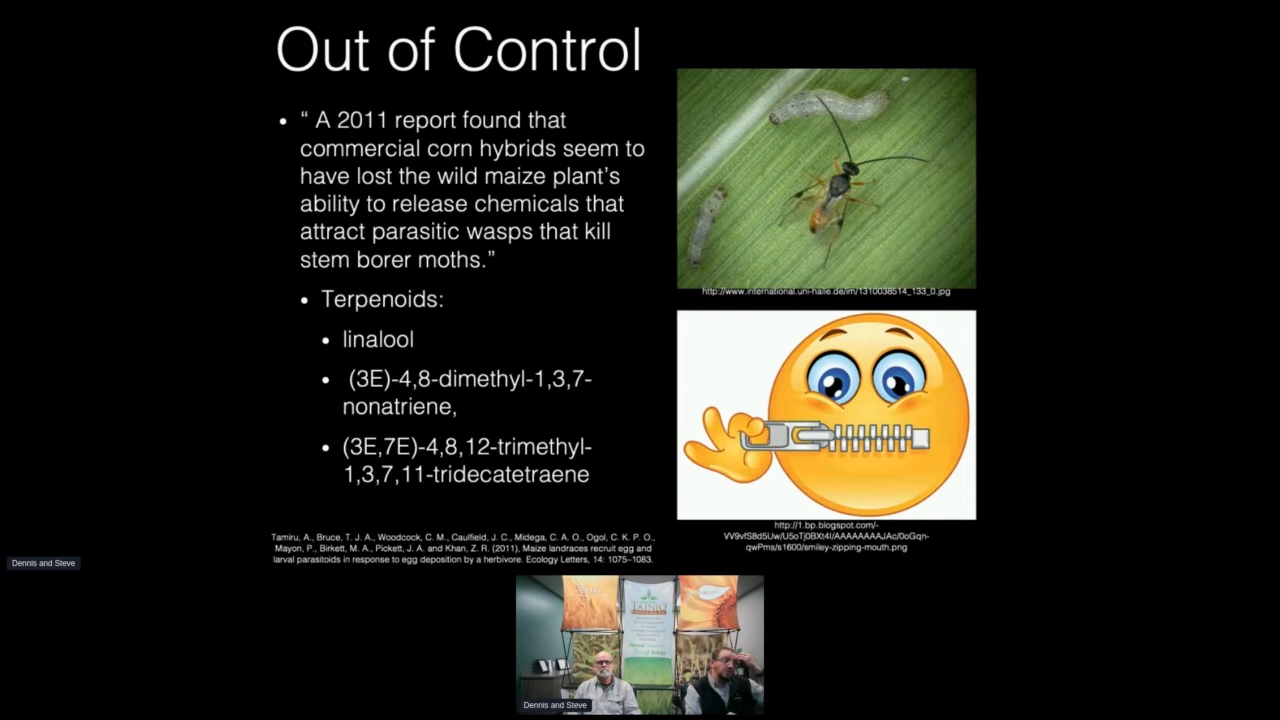 Out of Control
• “ A 2011 report found that
commercial corn hybrids seem to
have lost the wild maize plant’s
ability to release chemicals that
attract parasitic wasps that kill
stem borer moths.”
• Terpenoids:
• linalool
• (3E)-4,8-dimethyl-1,3,7-
nonatriene,
• (3E,7E)-4,8,12-trimethyl-
1,3,7,11-tridecatetraene
Tamiru, A., Bruce, T. J. A., Woodcock, C. M., Caulfield, J. C., Midega, C. A. O., Ogol, C. K. P. O.,
Mayon, P., Birkett, M. A., Pickett, J. A. and Khan, Z. R. (2011), Maize landraces recruit egg and
larval parasitoids in response to egg deposition by a herbivore. Ecology Letters, 14: 1075–1083.
http://www.international.uni-halle.de/im/1310038514_133_0.jpg
http://1.bp.blogspot.com/-
qwPms/s1600/smiley-zipping-mouth.png
Dennis and Steve
TAINIO
Dennis and Steve